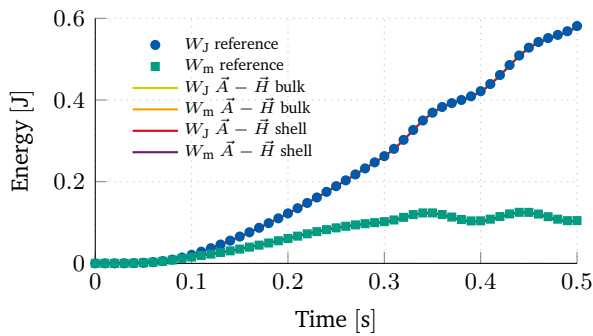 0.6
W_J reference
W_m reference
W_J A⃗ − H⃗ bulk
W_m A⃗ − H⃗ bulk
W_J A⃗ − H⃗ shell
W_m A⃗ − H⃗ shell
0.4
0.2
0
Energy [J]
0 0.1 0.2 0.3 0.4 0.5
Time [s]